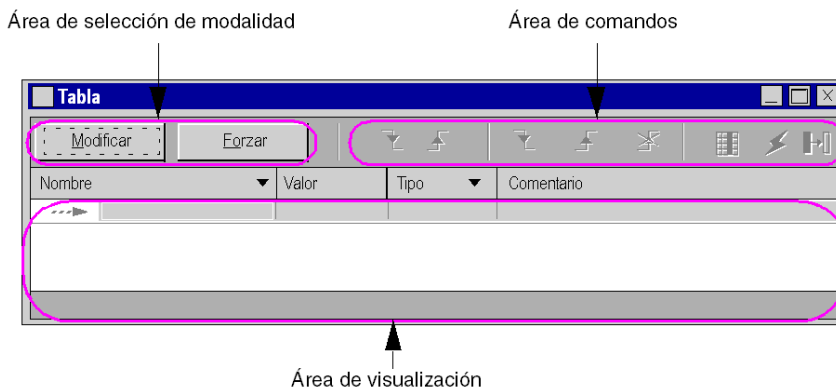 Área de selección de modalidad
Área de comandos
Tabla
Modificar
Forzar
Nombre
Valor
Tipo
Comentario
Área de visualización